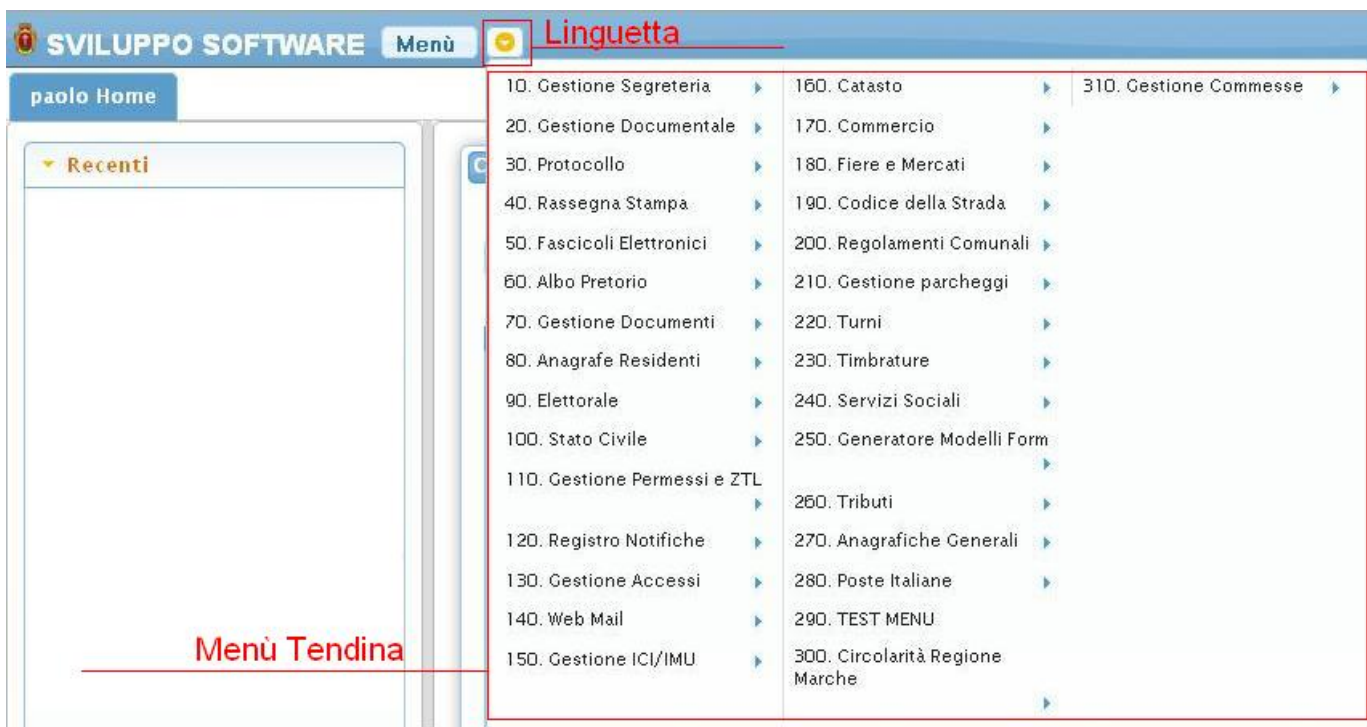 SVILUPPO SOFTWARE Menù Linguetta
paolo Home
Recenti
10. Gestione Segreteria
20. Gestione Documentale
30. Protocollo
40. Rassegna Stampa
50. Fascicoli Elettronici
60. Albo Pretorio
70. Gestione Documenti
80. Anagrafe Residenti
90. Elettorale
100. Stato Civile
110. Gestione Permessi e ZTL
120. Registro Notifiche
130. Gestione Accessi
140. Web Mail
150. Gestione ICI/IMU
160. Catasto
170. Commercio
180. Fiere e Mercati
190. Codice della Strada
200. Regolamenti Comunali
210. Gestione parcheggi
220. Turni
230. Timbrature
240. Servizi Sociali
250. Generatore Modelli Form
260. Tributi
270. Anagrafiche Generali
280. Poste Italiane
290. TEST MENU
300. Circolarità Regione
Marche
310. Gestione Commesse
Menù Tendina